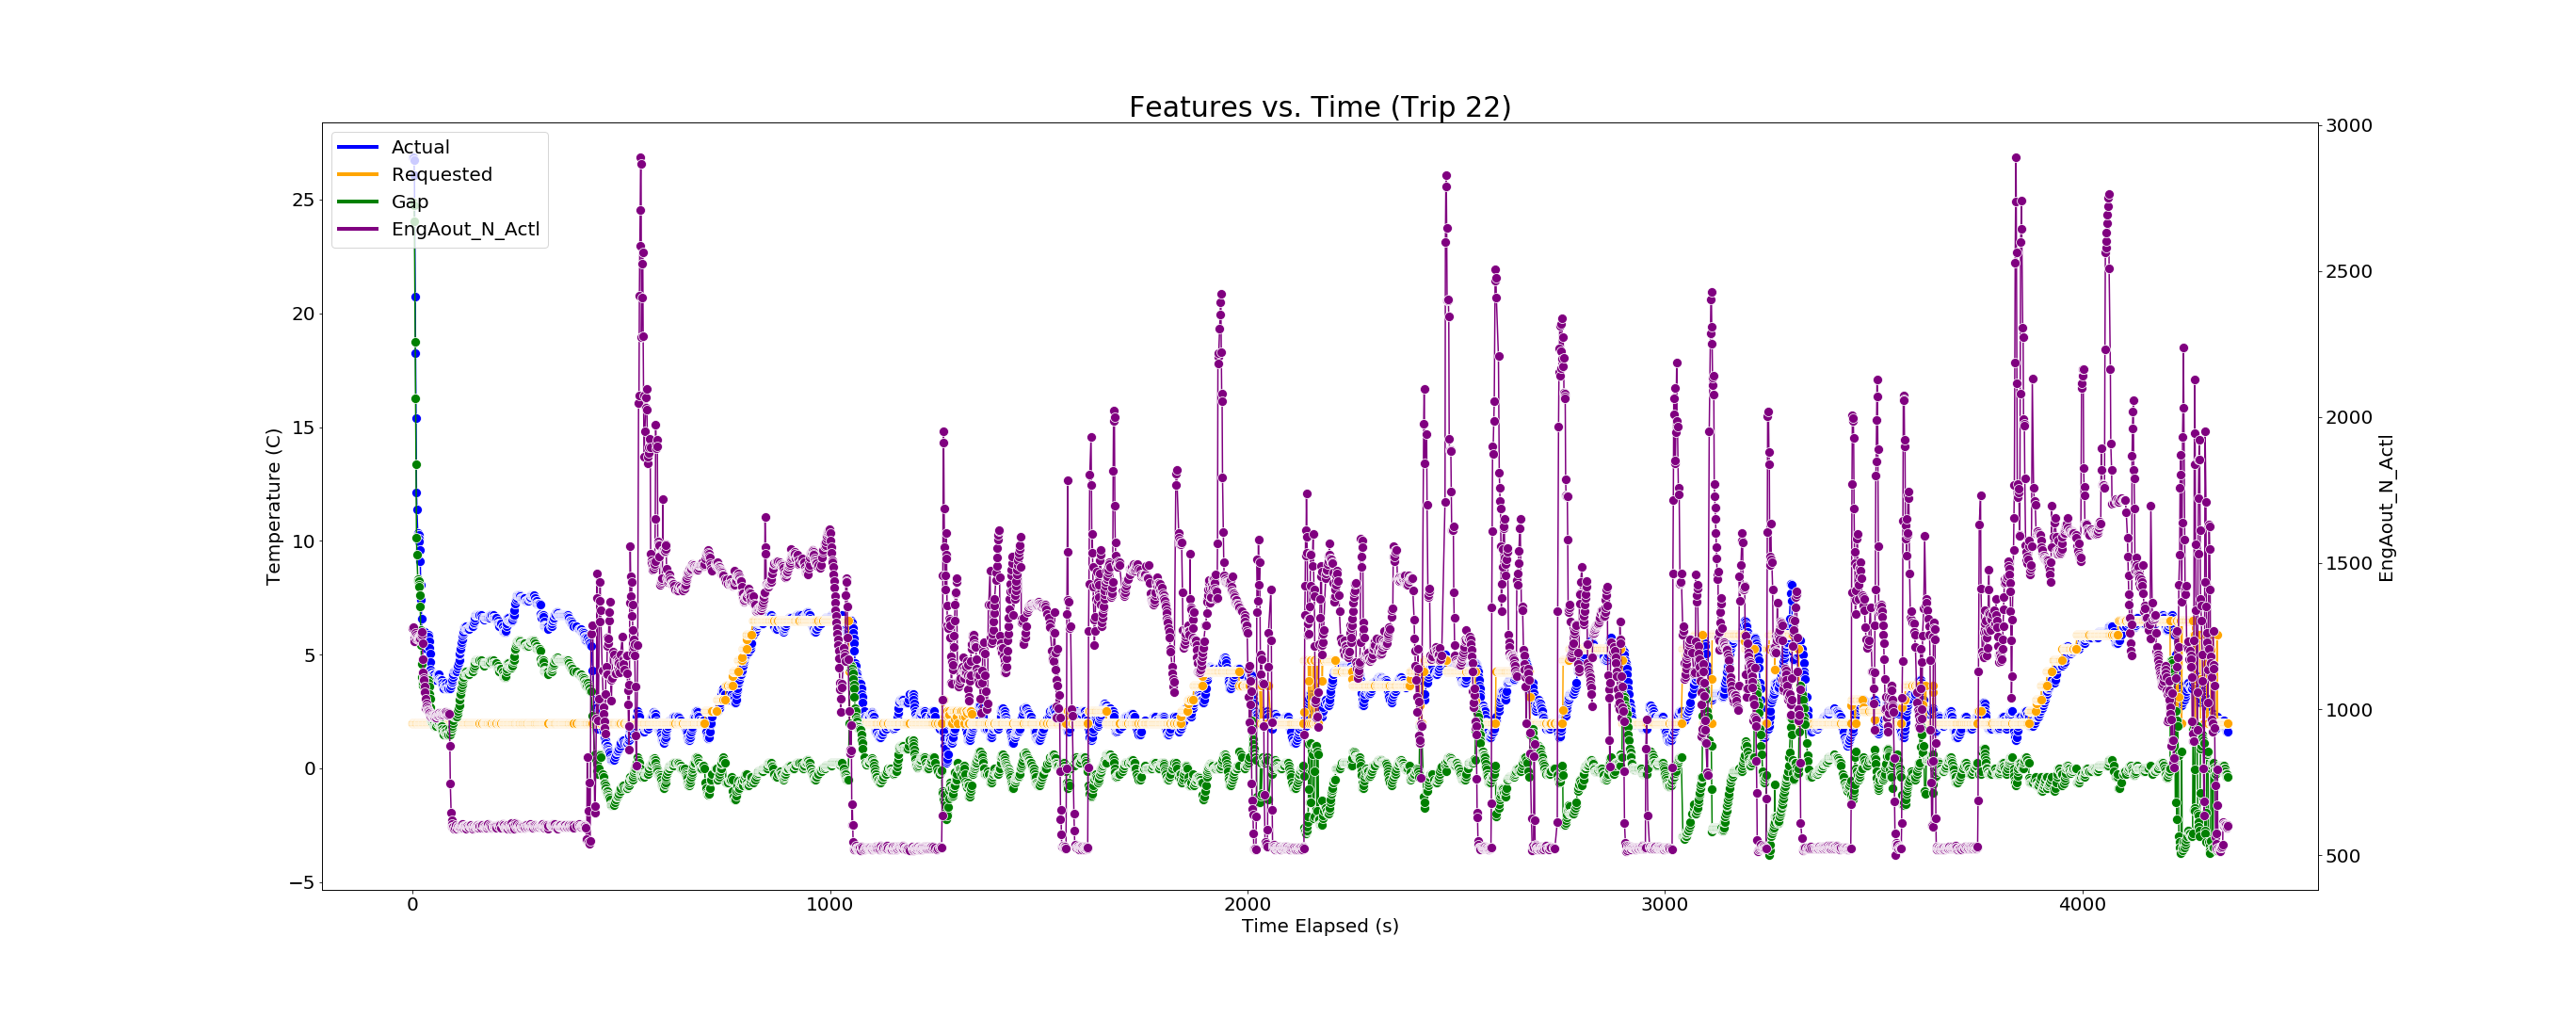 Features vs. Time (Trip 22)
Actual
Requested
Gap
EngAout_N_Actl
Temperature (C)
25
20
15
10
5
0
−5
3000
2500
2000
1500
1000
500
EngAout_N_Actl
0 1000 2000 3000 4000
Time Elapsed (s)